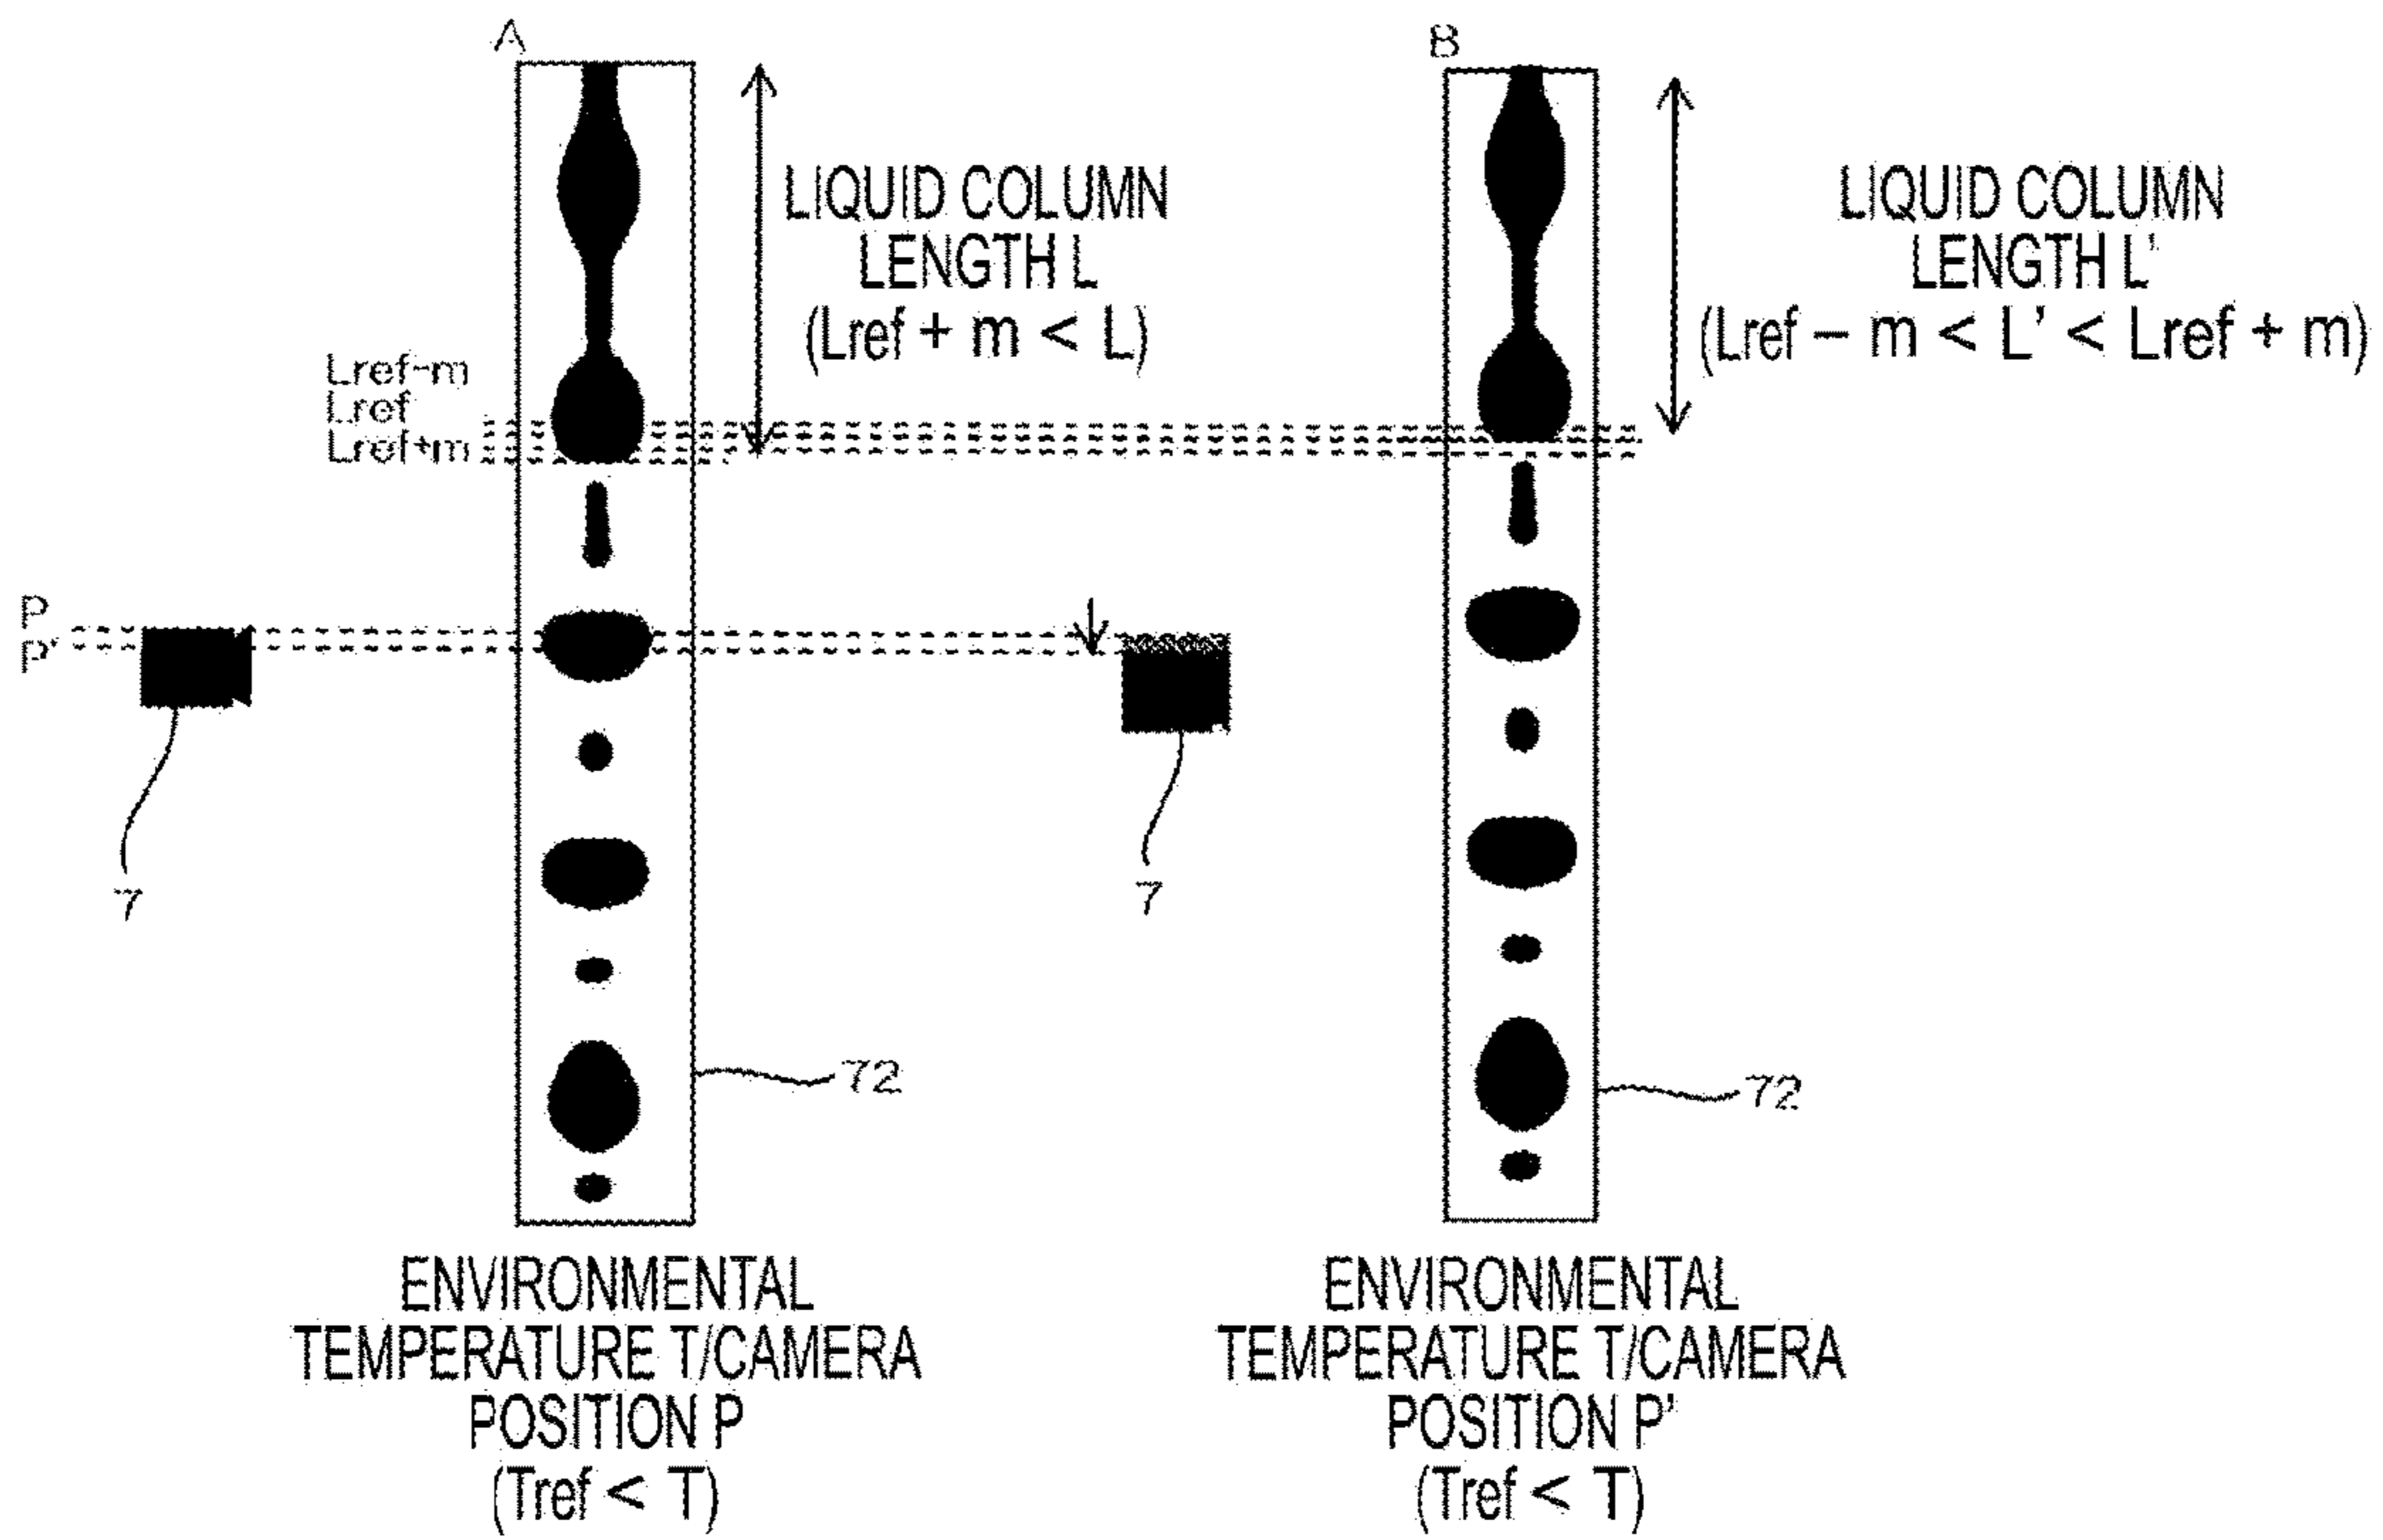 A
B
LIQUID COLUMN
LENGTH L
(Lref + m < L)
LIQUID COLUMN
LENGTH L'
(Lref – m < L' < Lref + m)
Lref-m
Lref
Lref+m
P
P'
7
7
72
72
ENVIRONMENTAL
TEMPERATURE T/CAMERA
POSITION P
(Tref < T)
ENVIRONMENTAL
TEMPERATURE T/CAMERA
POSITION P'
(Tref < T)